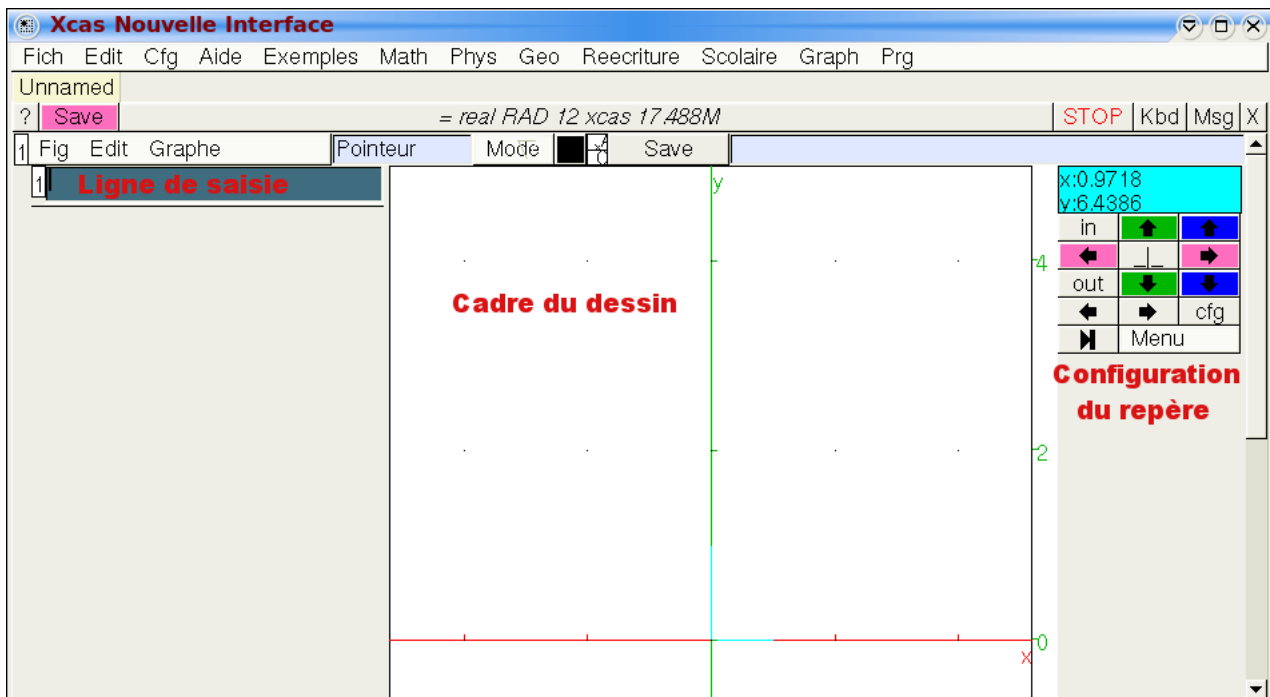 Xcas Nouvelle Interface
Fich Edit Cfg Aide Exemples Math Phys Geo Reecriture Scolaire Graph Prg
Unnamed
? Save = real RAD 12 xcas 17.488M STOP Kbd Msg X
1 Fig Edit Graphe Pointeur Mode Save
1 Ligne de saisie y x:0.9718
y:6.4386
in
4
out
Cadre du dessin
cfg
Menu
Configuration
du repère
2
0
x